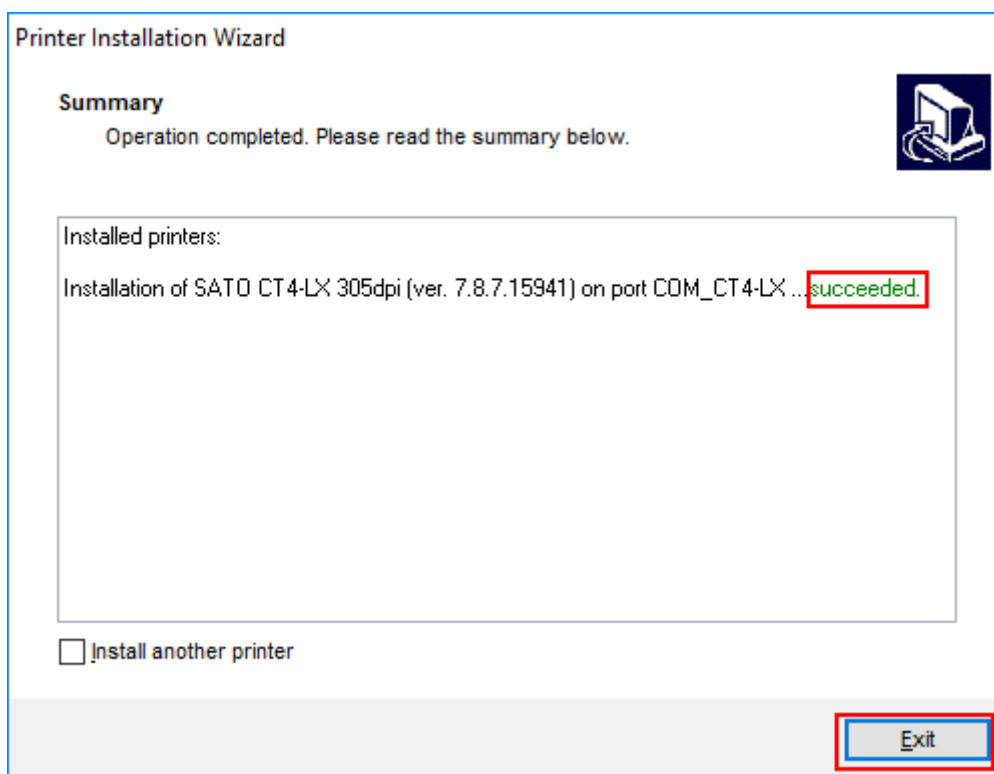 Printer Installation Wizard
Summary
Operation completed. Please read the summary below.
Installed printers:
Installation of SATO CT4-LX 305dpi (ver. 7.8.7.15941) on port COM_CT4-LX ...succeeded.
Install another printer
Exit